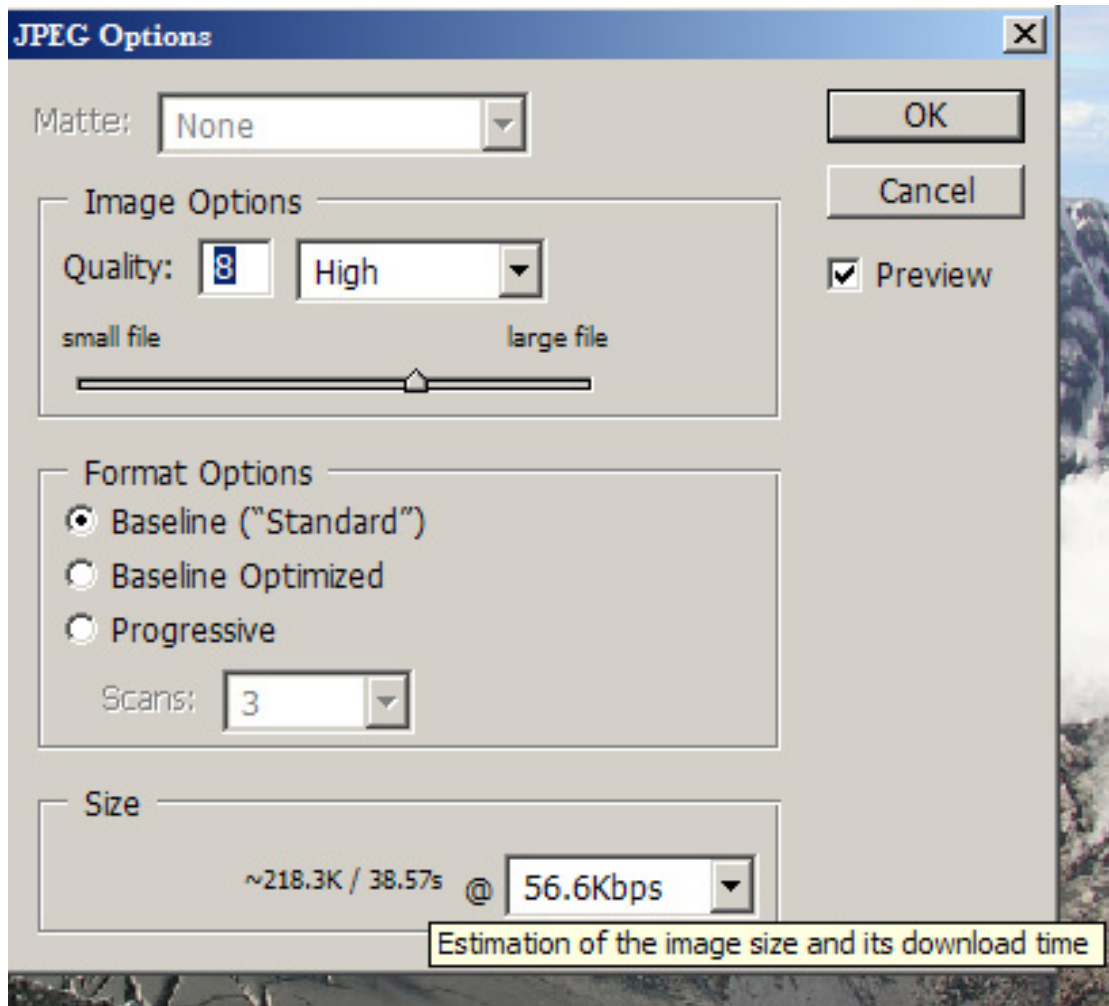 JPEG Options
Matte: None
OK
Cancel
Preview
Image Options
Quality: 8 High
small file large file
Format Options
Baseline (“Standard”)
Baseline Optimized
Progressive
Scans: 3
Size
~218.3K / 38.57s @ 56.6Kbps
Estimation of the image size and its download time